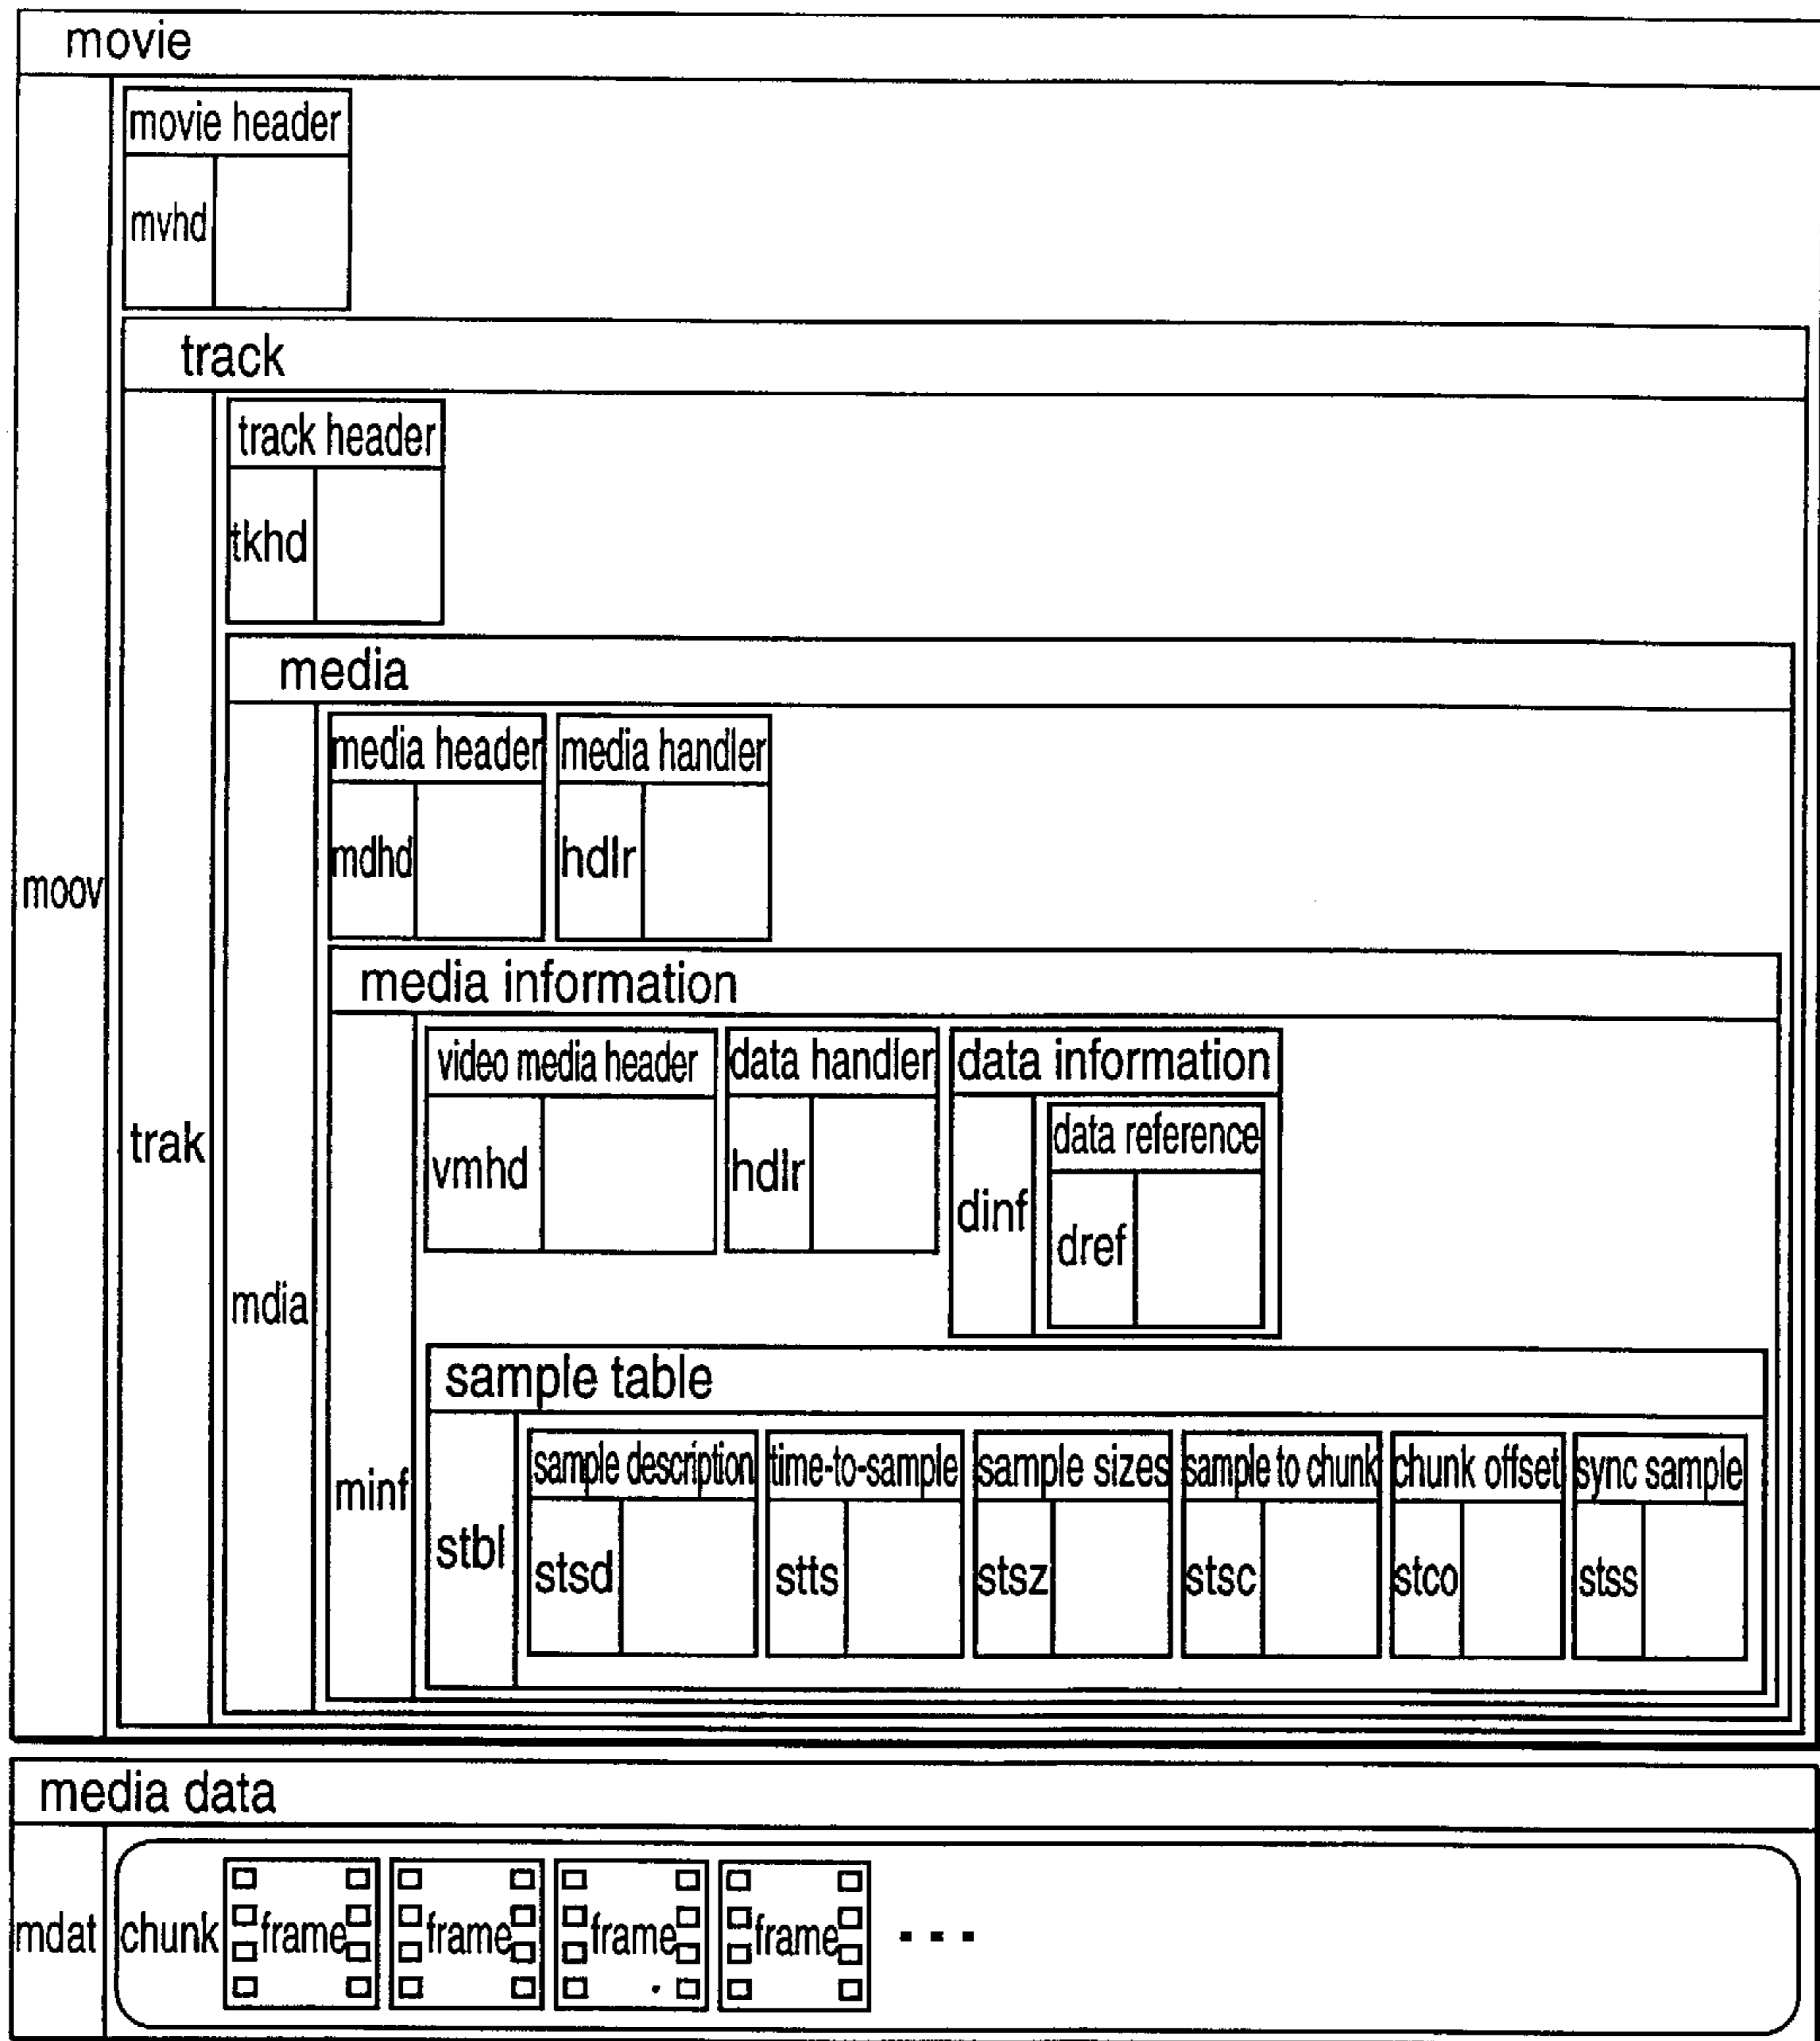 movie
movie header
mvhd
track
track header
tkhd
media
media header media handler
mdhd hdlr
moov
media information
video media header data handler data information
data reference
trak
vmhd hdlr
dinf
dref
mdia
sample table
sample description time-to-sample sample sizes sample to chunk chunk offset sync sample
minf
stbl
stsd stts stsz stsc stco stss
media data
mdat chunk frame frame frame frame ...